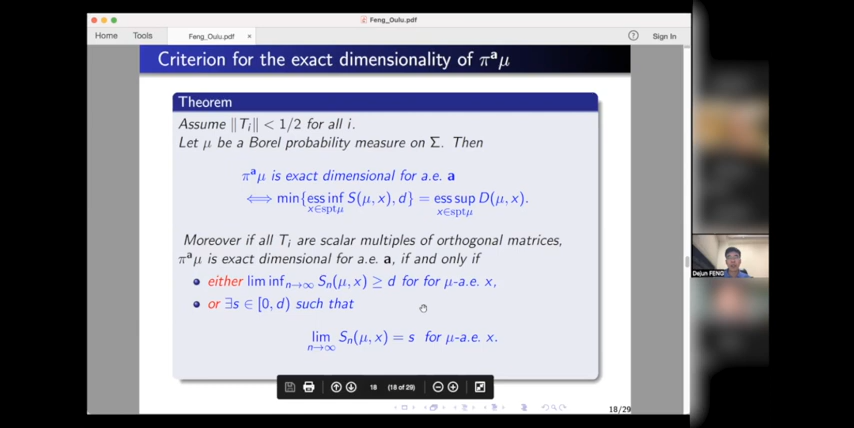 Feng_Oulu.pdf
Home Tools Feng_Oulu.pdf × Sign In
Criterion for the exact dimensionality of π^a μ
Theorem
Assume ‖T_i‖ < 1/2 for all i.
Let μ be a Borel probability measure on Σ. Then
π^a μ is exact dimensional for a.e. a
⟺ min{ess inf_{x∈sptμ} S(μ, x), d} = ess sup_{x∈sptμ} D(μ, x).
Moreover if all T_i are scalar multiples of orthogonal matrices,
π^a μ is exact dimensional for a.e. a, if and only if
either lim inf_{n→∞} S_n(μ, x) ≥ d for for μ-a.e. x,
or ∃s ∈ [0, d) such that
lim_{n→∞} S_n(μ, x) = s for μ-a.e. x.
18 (18 of 29)
18/29
Dejun FENG